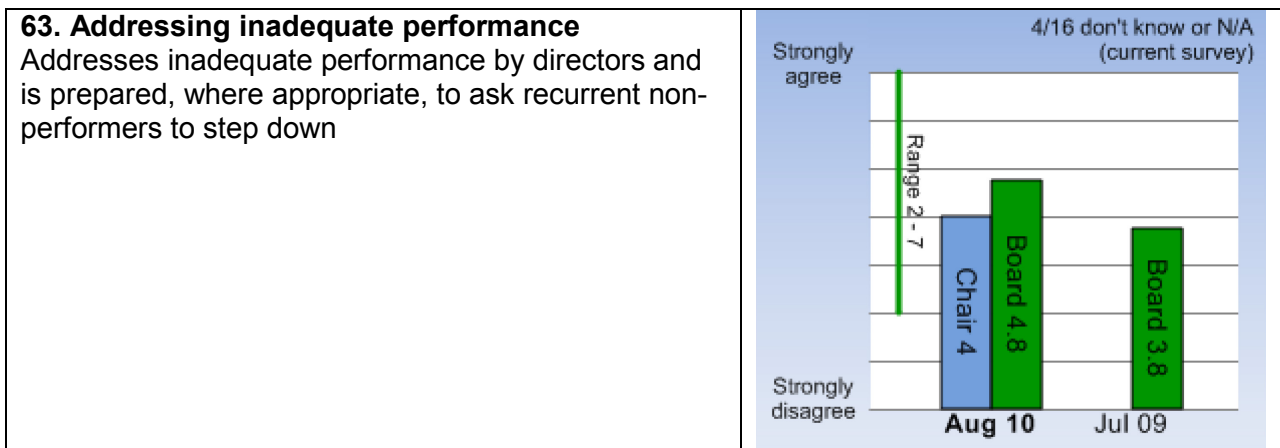 63. Addressing inadequate performance
Addresses inadequate performance by directors and
is prepared, where appropriate, to ask recurrent non-
performers to step down
4/16 don't know or N/A
(current survey)
Strongly
agree
Range 2 - 7
Chair 4
Board 4.8
Board 3.8
Strongly
disagree
Aug 10
Jul 09